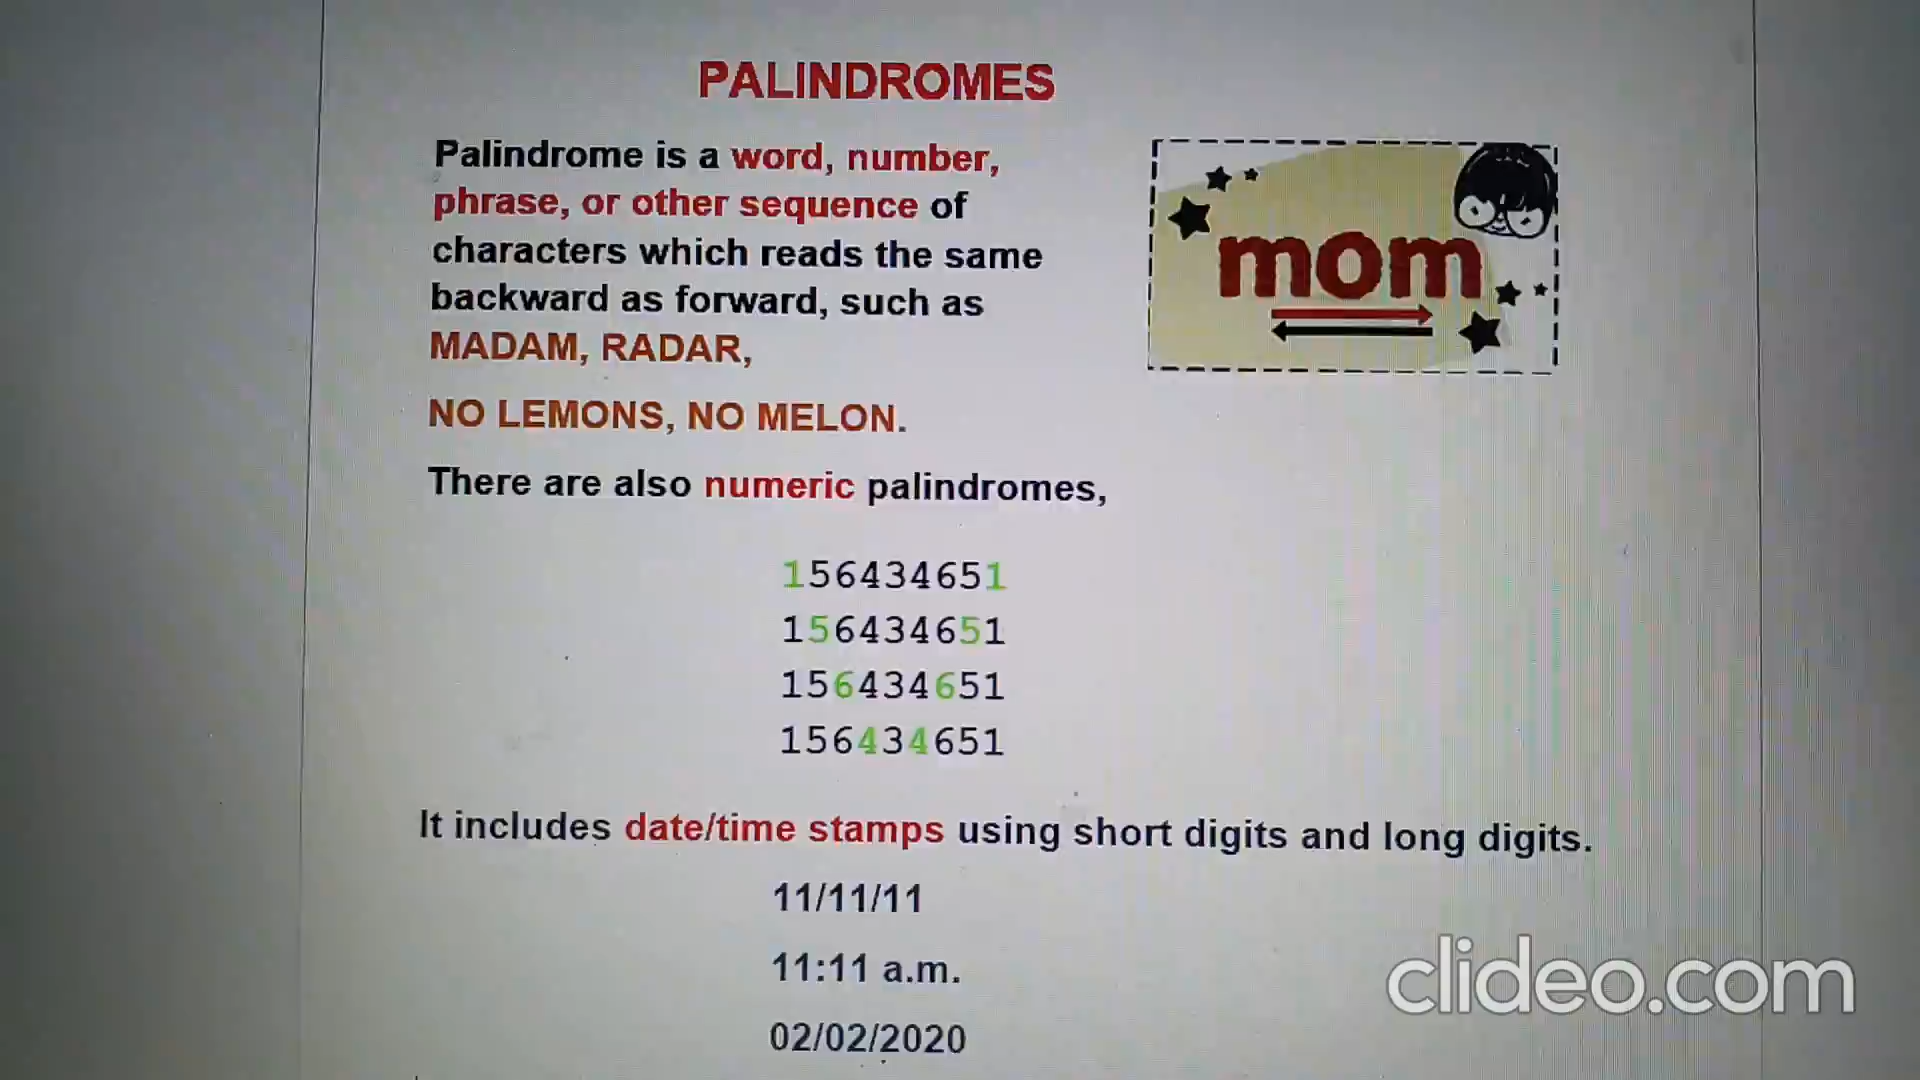 PALINDROMES
Palindrome is a word, number,
phrase, or other sequence of
characters which reads the same
backward as forward, such as
MADAM, RADAR,
NO LEMONS, NO MELON.
mom
There are also numeric palindromes,
156434651
156434651
156434651
156434651
It includes date/time stamps using short digits and long digits.
11/11/11
11:11 a.m.
02/02/2020
clideo.com